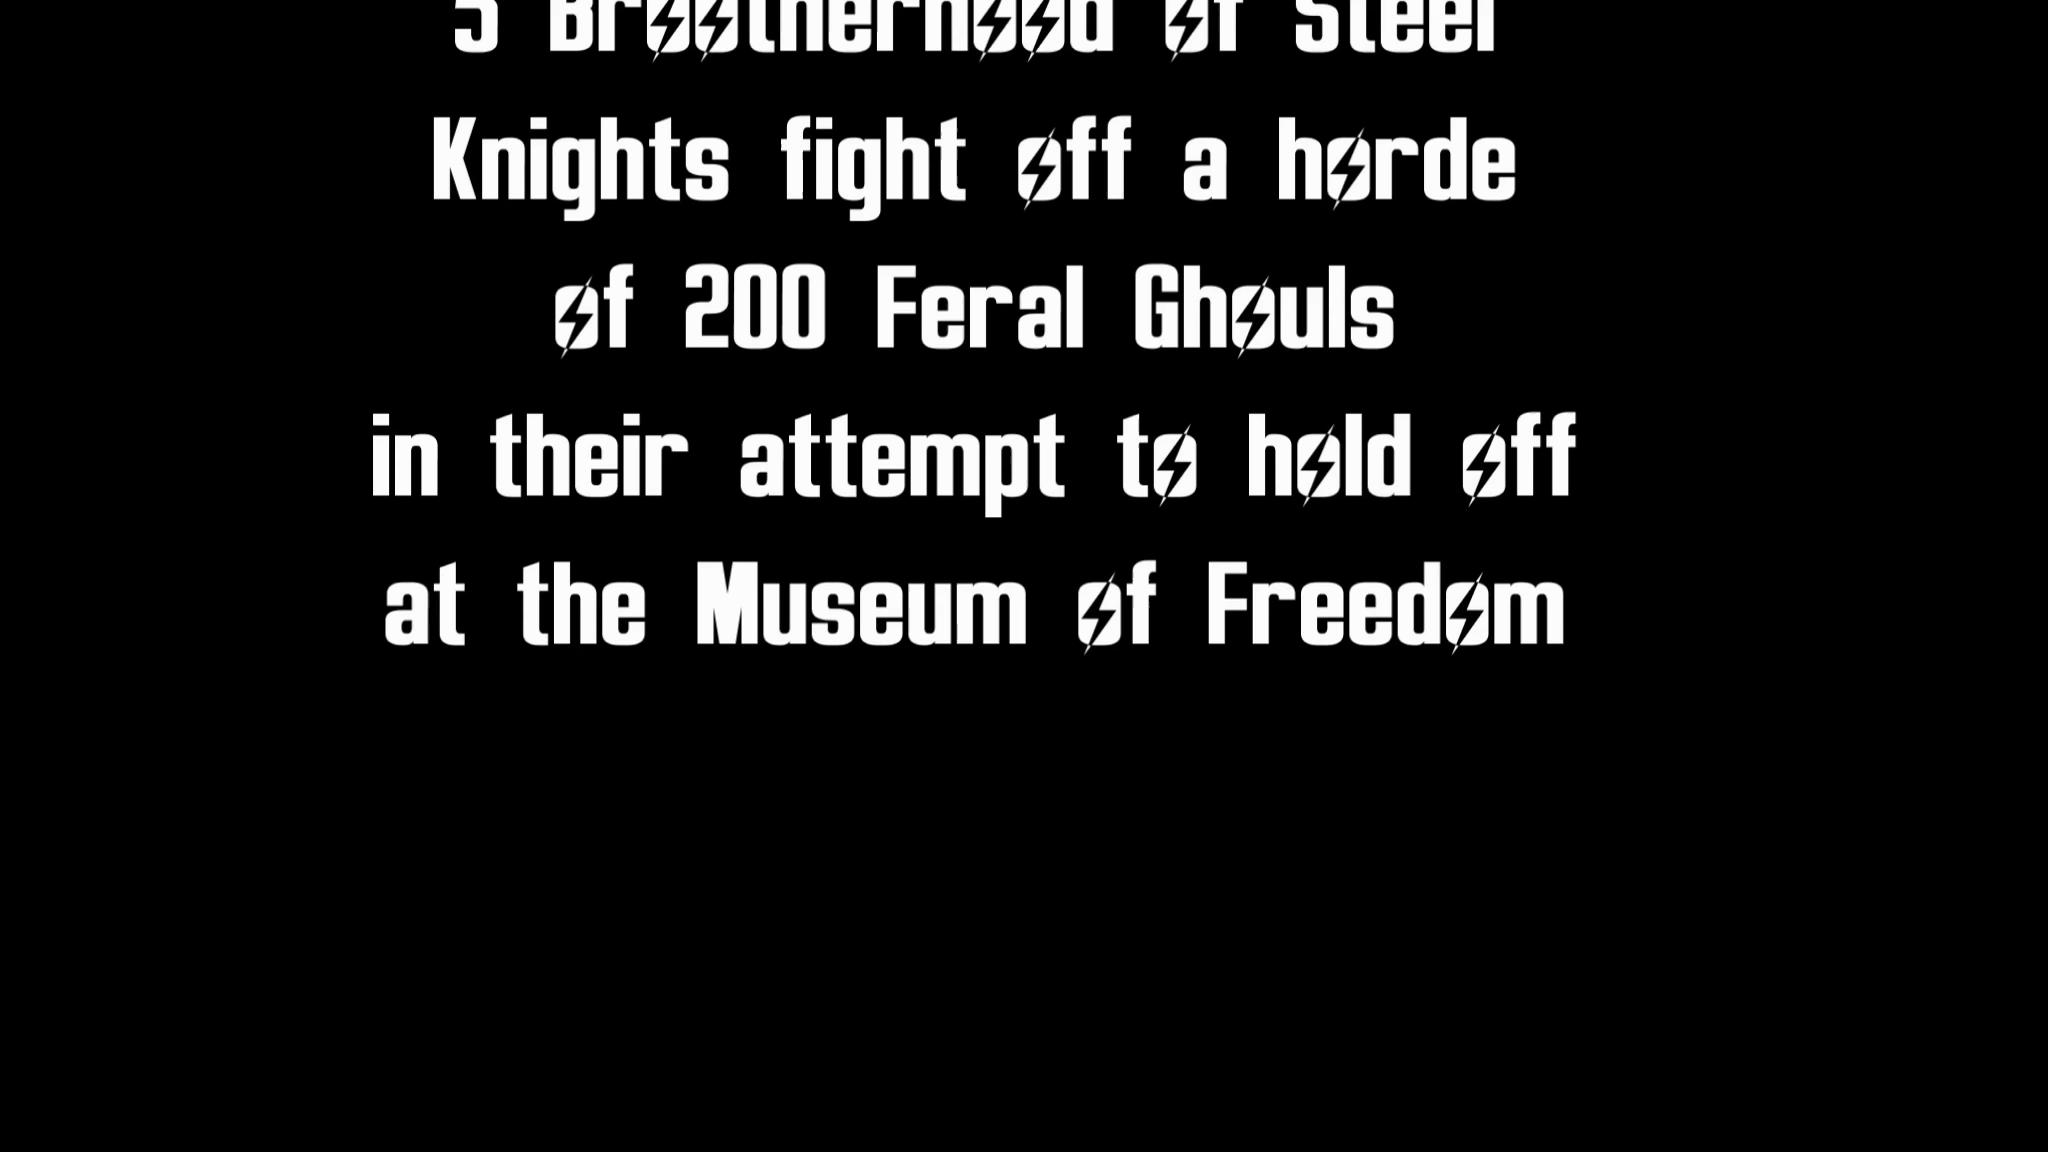 5 Brootherhood of Steel
Knights fight off a horde
of 200 Feral Ghouls
in their attempt to hold off
at the Museum of Freedom